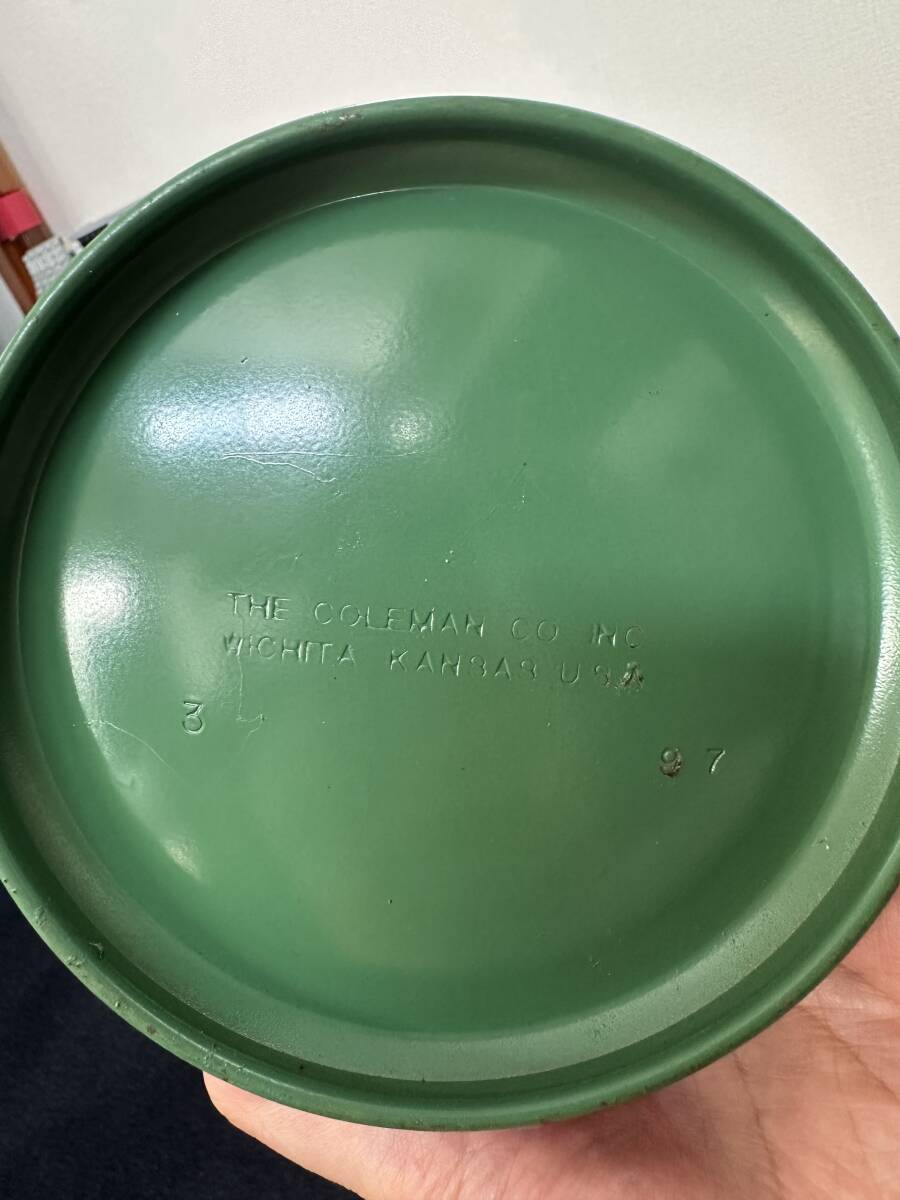 THE COLEMAN CO INC
WICHITA KANSAS USA
3
97